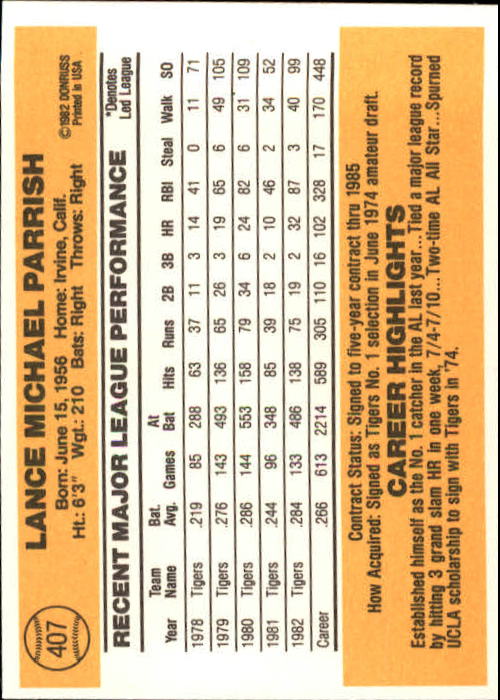 407
LANCE MICHAEL PARRISH
Born: June 15, 1956 Home: Irvine, Calif.
Ht.: 6'3" Wgt.: 210 Bats: Right Throws: Right
©1982 DONRUSS
Printed in USA
RECENT MAJOR LEAGUE PERFORMANCE
*Denotes
Led League
Year Team Name Bat. Avg. Games At Bat Hits Runs 2B 3B HR RBI Steal Walk SO
1978 Tigers .219 85 288 63 37 11 3 14 41 0 11 71
1979 Tigers .276 143 493 136 65 26 3 19 65 6 49 105
1980 Tigers .286 144 553 158 79 34 6 24 82 6 31 109
1981 Tigers .244 96 348 85 39 18 2 10 46 2 34 52
1982 Tigers .284 133 486 138 75 19 2 32 87 3 40 99
Career .266 613 2214 589 305 110 16 102 328 17 170 448
Contract Status: Signed to five-year contract thru 1985
How Acquired: Signed as Tigers No. 1 selection in June 1974 amateur draft.
CAREER HIGHLIGHTS
Established himself as the No. 1 catcher in the AL last year...Tied a major league record
by hitting 3 grand slam HR in one week, 7/4-7/10...Two-time AL All Star...Spurned
UCLA scholarship to sign with Tigers in '74.